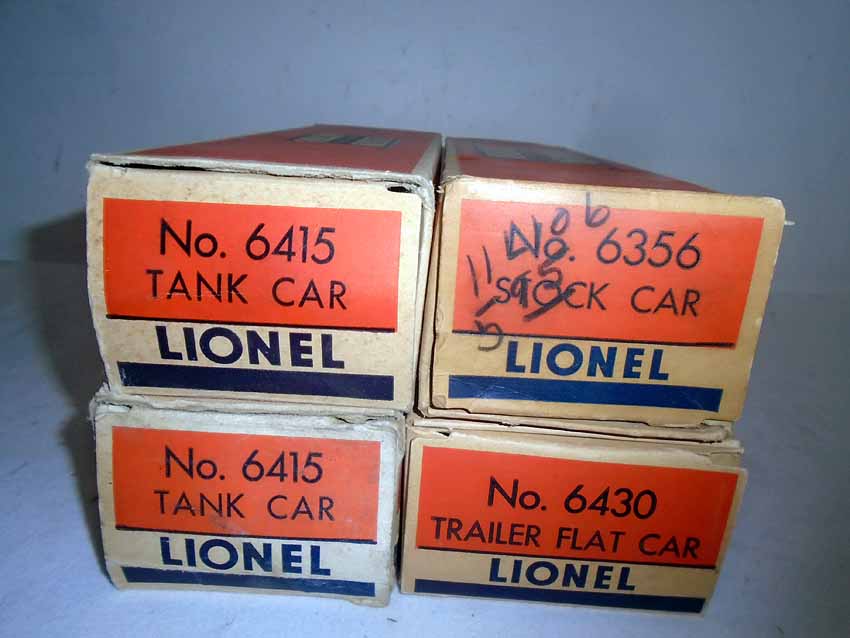 No. 6415
TANK CAR
LIONEL
No. 6356
STOCK CAR
LIONEL
No. 6415
TANK CAR
LIONEL
No. 6430
TRAILER FLAT CAR
LIONEL